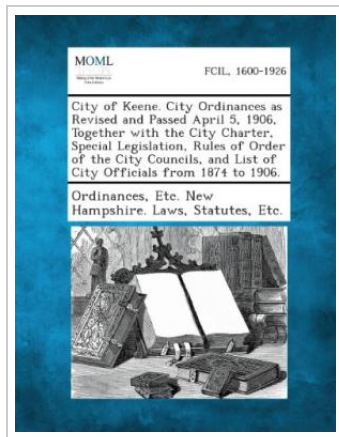 MOML
FCIL, 1600-1926
City of Keene. City Ordinances as
Revised and Passed April 5, 1906,
Together with the City Charter,
Special Legislation, Rules of Order
of the City Councils, and List of
City Officials from 1874 to 1906.
Ordinances, Etc. New
Hampshire. Laws, Statutes, Etc.